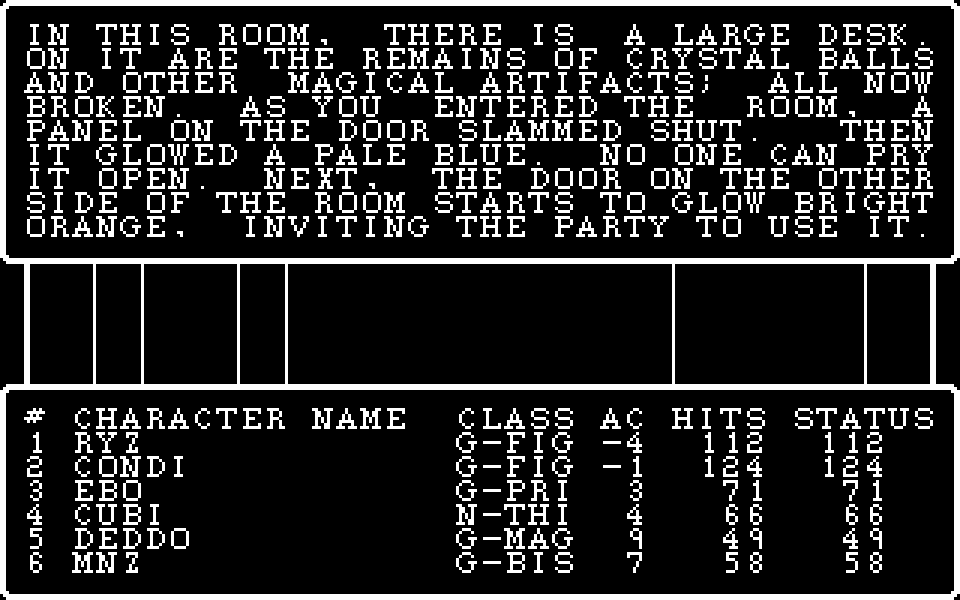 IN THIS ROOM, THERE IS A LARGE DESK.
ON IT ARE THE REMAINS OF CRYSTAL BALLS
AND OTHER MAGICAL ARTIFACTS; ALL NOW
BROKEN. AS YOU ENTERED THE ROOM, A
PANEL ON THE DOOR SLAMMED SHUT. THEN
IT GLOWED A PALE BLUE. NO ONE CAN PRY
IT OPEN. NEXT, THE DOOR ON THE OTHER
SIDE OF THE ROOM STARTS TO GLOW BRIGHT
ORANGE, INVITING THE PARTY TO USE IT.
# CHARACTER NAME CLASS AC HITS STATUS
1 RYZ G-FIG -4 112 112
2 CONDI G-FIG -1 124 124
3 EBO G-PRI 3 71 71
4 CUBI N-THI 4 66 66
5 DEDDO G-MAG 9 49 49
6 MNZ G-BIS 7 58 58